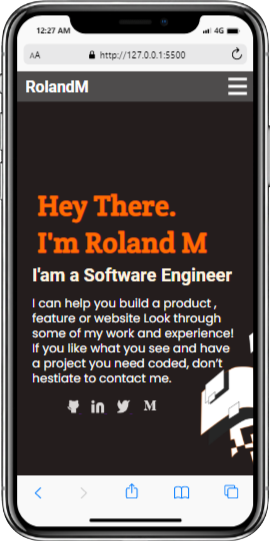 12:27 AM 4G
AA http://127.0.0.1:5500
RolandM
Hey There.
I'm Roland M
I'am a Software Engineer
I can help you build a product ,
feature or website Look through
some of my work and experience!
If you like what you see and have
a project you need coded, don't
hestiate to contact me.
in M